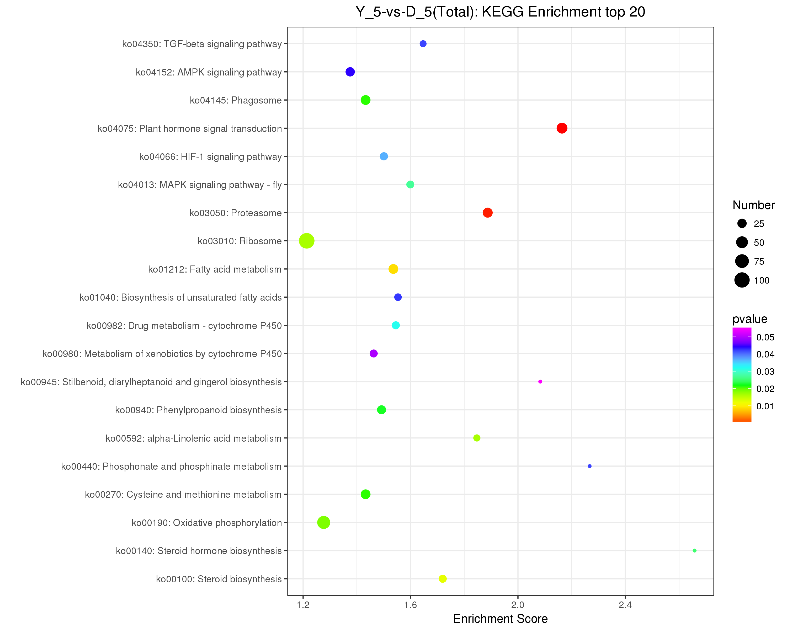 Y_5-vs-D_5(Total): KEGG Enrichment top 20
ko04350: TGF-beta signaling pathway
ko04152: AMPK signaling pathway
ko04145: Phagosome
ko04075: Plant hormone signal transduction
ko04066: HIF-1 signaling pathway
ko04013: MAPK signaling pathway - fly
ko03050: Proteasome
ko03010: Ribosome
ko01212: Fatty acid metabolism
ko01040: Biosynthesis of unsaturated fatty acids
ko00982: Drug metabolism - cytochrome P450
ko00980: Metabolism of xenobiotics by cytochrome P450
ko00945: Stilbenoid, diarylheptanoid and gingerol biosynthesis
ko00940: Phenylpropanoid biosynthesis
ko00592: alpha-Linolenic acid metabolism
ko00440: Phosphonate and phosphinate metabolism
ko00270: Cysteine and methionine metabolism
ko00190: Oxidative phosphorylation
ko00140: Steroid hormone biosynthesis
ko00100: Steroid biosynthesis
1.2 1.6 2.0 2.4
Enrichment Score
Number
25
50
75
100
pvalue
0.05
0.04
0.03
0.02
0.01